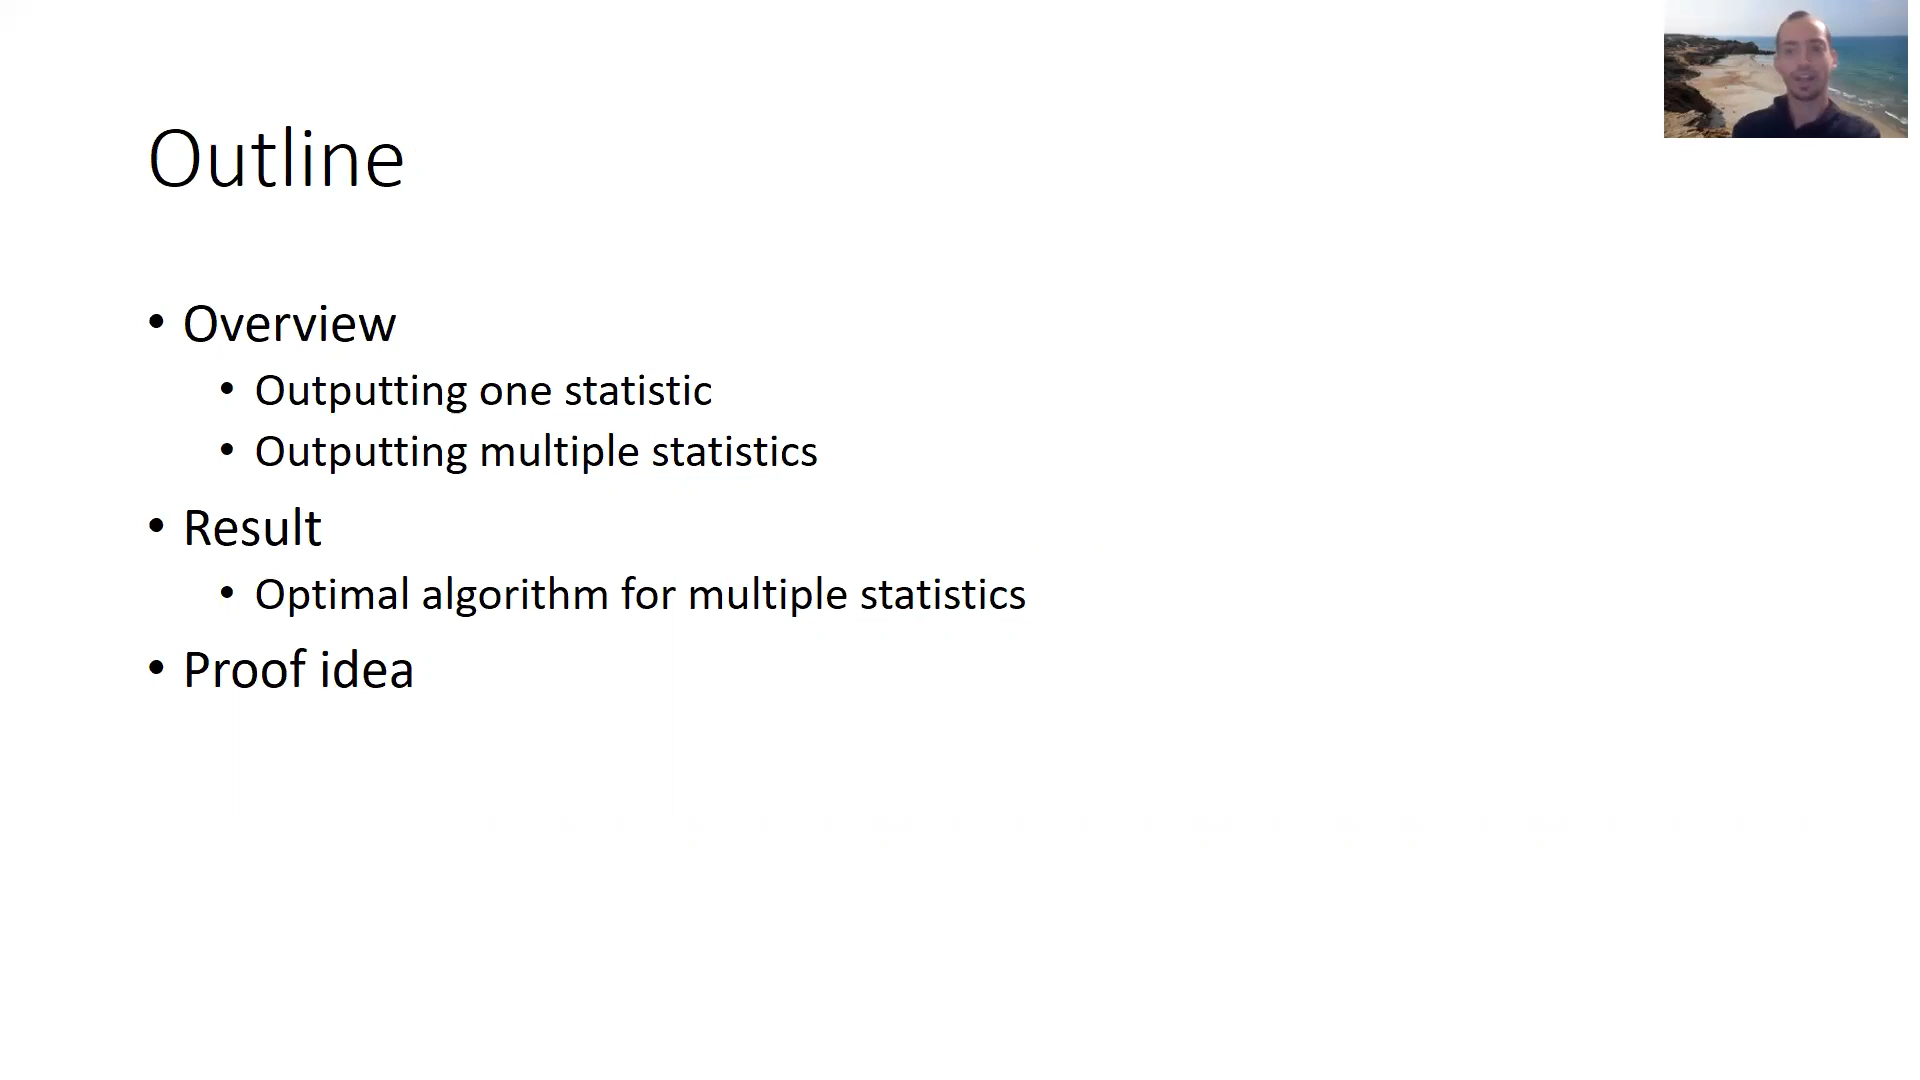 Outline
• Overview
• Outputting one statistic
• Outputting multiple statistics
• Result
• Optimal algorithm for multiple statistics
• Proof idea